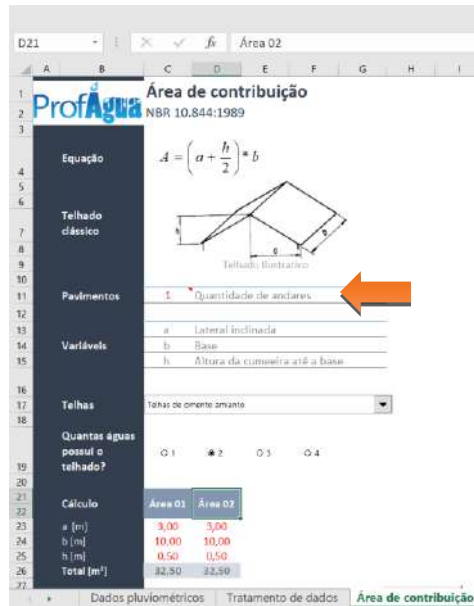 D21 fx Área 02
A B C D E F G H I
1 Área de contribuição
ProfÁgua
2 NBR 10.844:1989
3
4 Equação A = (a + h/2) * b
5
6
7 Telhado clássico
h a b
8
9 Telhado Ilustrativo
10
11 Pavimentos 1 Quantidade de andares
12
13 a Lateral inclinada
14 Variáveis b Base
15 h Altura da cumeeira até a base
16
17 Telhas Telhas de cimento amianto
18
Quantas águas
possui o
19 telhado? 1 2 3 4
20
21
22 Cálculo Área 01 Área 02
23 a [m] 3,00 3,00
24 b [m] 10,00 10,00
25 h [m] 0,50 0,50
26 Total [m²] 32,50 32,50
27
Dados pluviométricos Tratamento de dados Área de contribuição